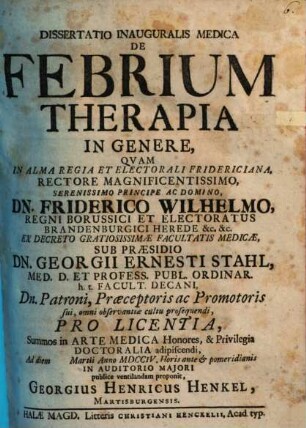 DISSERTATIO INAUGURALIS MEDICA
DE
FEBRIUM
THERAPIA
IN GENERE,
QVAM
IN ALMA REGIA ET ELECTORALI FRIDERICIANA,
RECTORE MAGNIFICENTISSIMO,
SERENISSIMO PRINCIPE AC DOMINO,
DN. FRIDERICO WILHELMO,
REGNI BORUSSICI ET ELECTORATUS
BRANDENBURGICI HEREDE &c. &c.
EX DECRETO GRATIOSISSIMÆ FACULTATIS MEDICÆ,
SUB PRÆSIDIO
DN. GEORGII ERNESTI STAHL,
MED. D. ET PROFESS. PUBL. ORDINAR.
h. t. FACULT. DECANI,
Dn. Patroni, Præceptoris ac Promotoris
sui, omni observantiæ cultu prosequendi,
PRO LICENTIA,
Summos in ARTE MEDICA Honores, & Privilegia
DOCTORALIA adipiscendi,
Ad diem Martii Anno MDCCIV, Horis ante & pomeridianis
IN AUDITORIO MAJORI
publice ventilandam proponit,
GEORGIUS HENRICUS HENKEL,
MARTISBURGENSIS.
HALÆ MAGD. Litteris CHRISTIANI HENCKELII, Acad. typ.